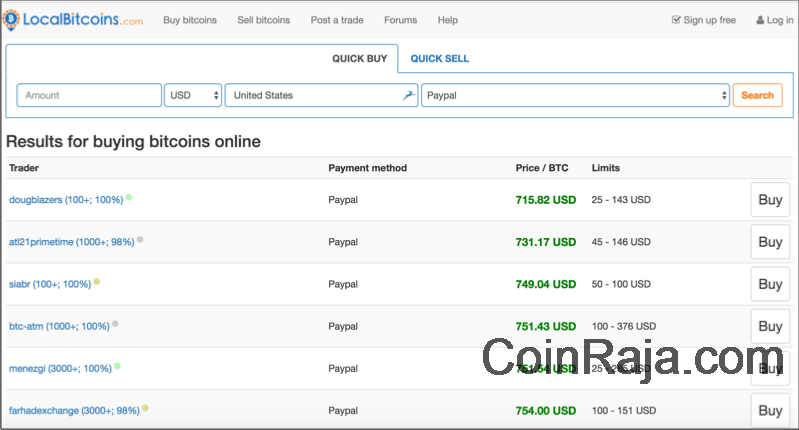 LocalBitcoins.com Buy bitcoins Sell bitcoins Post a trade Forums Help Sign up free Log in
QUICK BUY QUICK SELL
Amount USD United States Paypal Search
Results for buying bitcoins online
Trader Payment method Price / BTC Limits
dougblazers (100+; 100%) Paypal 715.82 USD 25 - 143 USD Buy
atl21primetime (1000+; 98%) Paypal 731.17 USD 45 - 146 USD Buy
siabr (100+; 100%) Paypal 749.04 USD 50 - 100 USD Buy
btc-atm (1000+; 100%) Paypal 751.43 USD 100 - 376 USD Buy
CoinRaja.com
menezgi (3000+; 100%) Paypal 751.54 USD 25 - USD Buy
farhadexchange (3000+; 98%) Paypal 754.00 USD 100 - 151 USD Buy